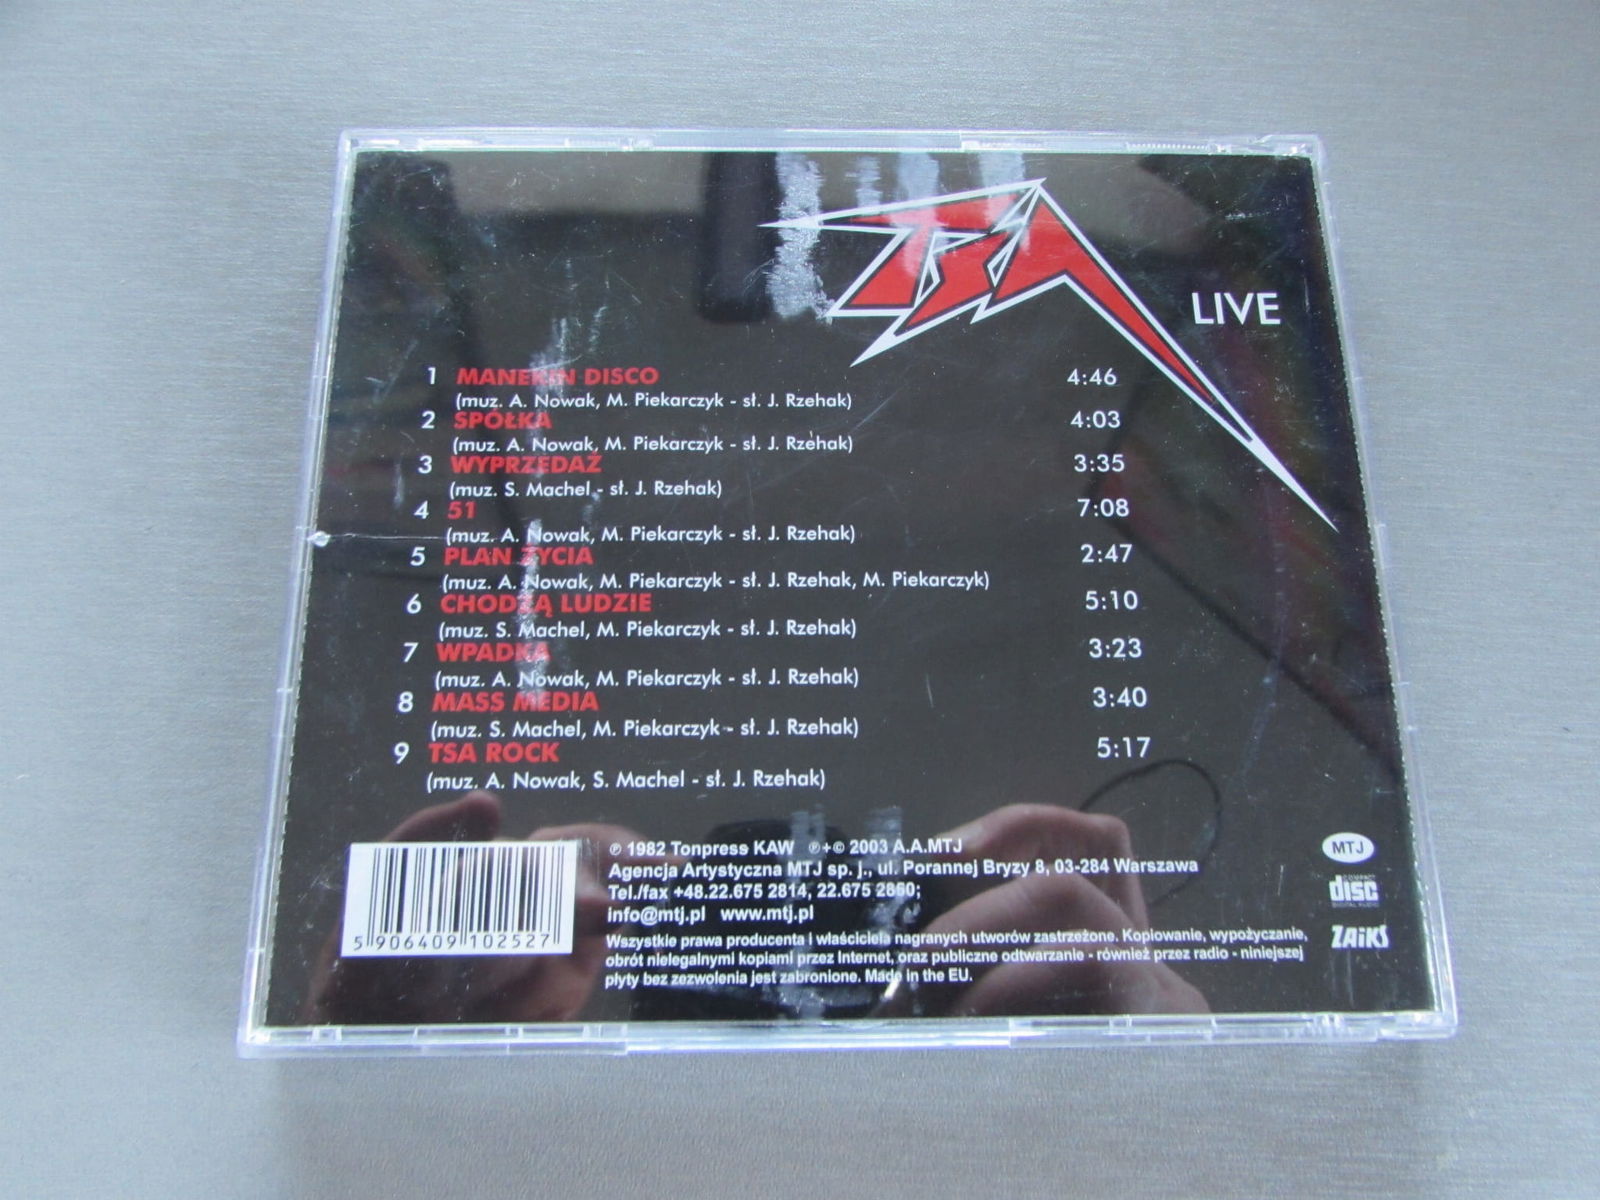 TSA
LIVE
1 MANEKIN DISCO 4:46
(muz. A. Nowak, M. Piekarczyk - sł. J. Rzehak)
2 SPÓŁKA 4:03
(muz. A. Nowak, M. Piekarczyk - sł. J. Rzehak)
3 WYPRZEDAŻ 3:35
(muz. S. Machel - sł. J. Rzehak)
4 51 7:08
(muz. A. Nowak, M. Piekarczyk - sł. J. Rzehak)
5 PLAN ŻYCIA 2:47
(muz. A. Nowak, M. Piekarczyk - sł. J. Rzehak, M. Piekarczyk)
6 CHODZĄ LUDZIE 5:10
(muz. S. Machel, M. Piekarczyk - sł. J. Rzehak)
7 WPADKA 3:23
(muz. A. Nowak, M. Piekarczyk - sł. J. Rzehak)
8 MASS MEDIA 3:40
(muz. S. Machel, M. Piekarczyk - sł. J. Rzehak)
9 TSA ROCK 5:17
(muz. A. Nowak, S. Machel - sł. J. Rzehak)
℗ 1982 Tonpress KAW ℗+© 2003 A.A.MTJ
Agencja Artystyczna MTJ sp. j., ul. Porannej Bryzy 8, 03-284 Warszawa
Tel./fax +48.22.675 2814, 22.675 2860;
info@mtj.pl www.mtj.pl
Wszystkie prawa producenta i właściciela nagranych utworów zastrzeżone. Kopiowanie, wypożyczanie,
obrót nielegalnymi kopiami przez Internet, oraz publiczne odtwarzanie - również przez radio - niniejszej
płyty bez zezwolenia jest zabronione. Made in the EU.
5 906409 102527
MTJ
COMPACT
disc
DIGITAL AUDIO
ZAiKS